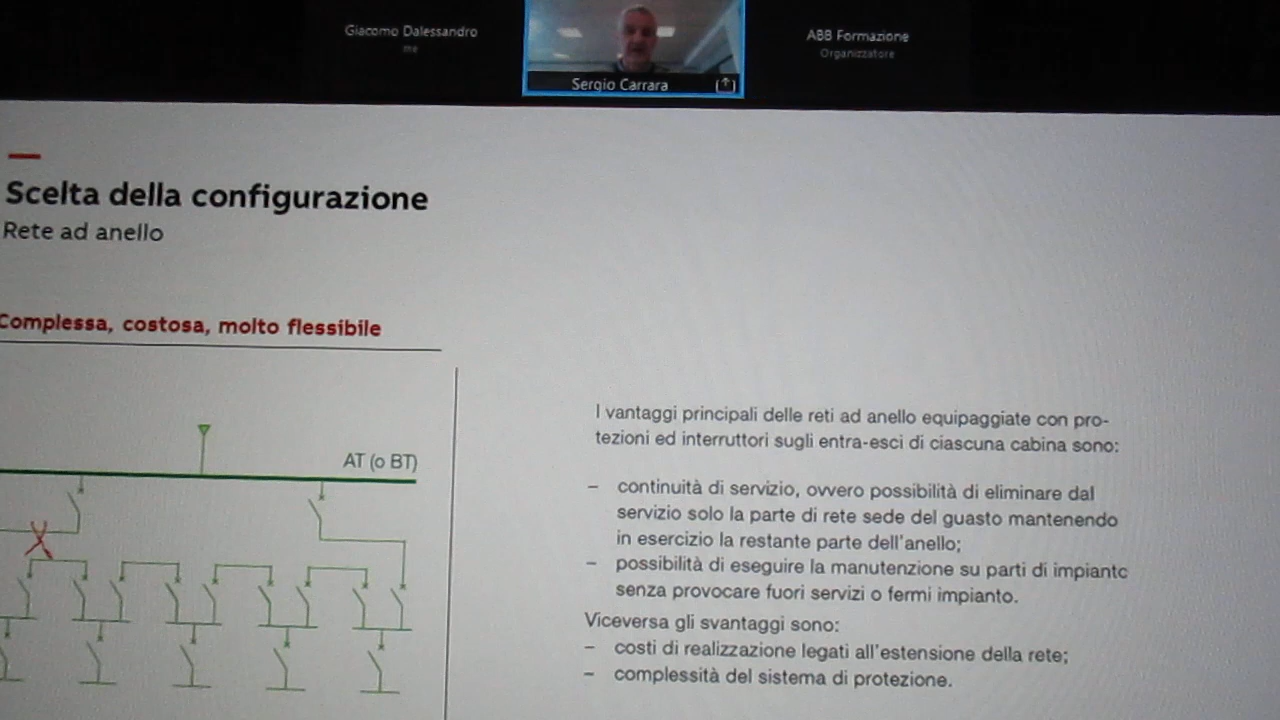 Giacomo Dalessandro
me
Sergio Carrara
ABB Formazione
Organizzatore
Scelta della configurazione
Rete ad anello
Complessa, costosa, molto flessibile
AT (o BT)
I vantaggi principali delle reti ad anello equipaggiate con pro-
tezioni ed interruttori sugli entra-esci di ciascuna cabina sono:
– continuità di servizio, ovvero possibilità di eliminare dal
servizio solo la parte di rete sede del guasto mantenendo
in esercizio la restante parte dell'anello;
– possibilità di eseguire la manutenzione su parti di impianto
senza provocare fuori servizi o fermi impianto.
Viceversa gli svantaggi sono:
– costi di realizzazione legati all'estensione della rete;
– complessità del sistema di protezione.